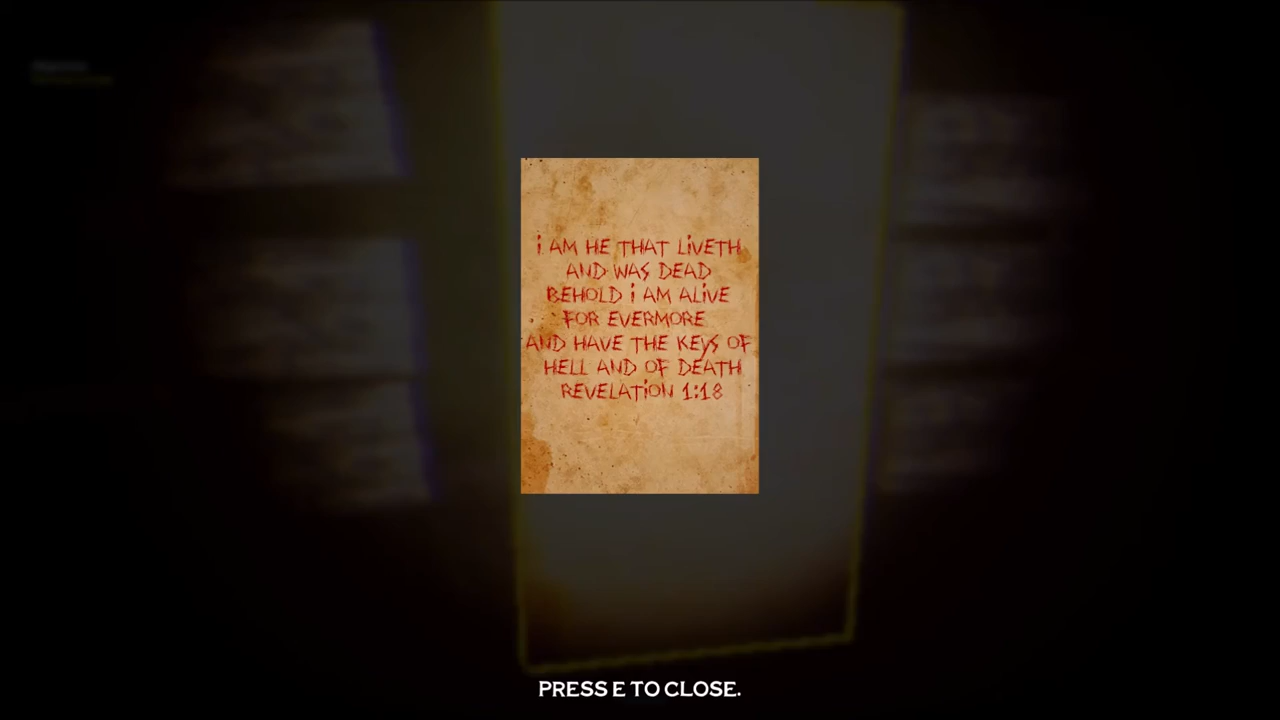 i AM HE THAT LiVETH
AND WAS DEAD
BEHOLD i AM ALiVE
FOR EVERMORE
AND HAVE THE KEYS OF
HELL AND OF DEATH
REVELATiON 1:18
PRESS E TO CLOSE.